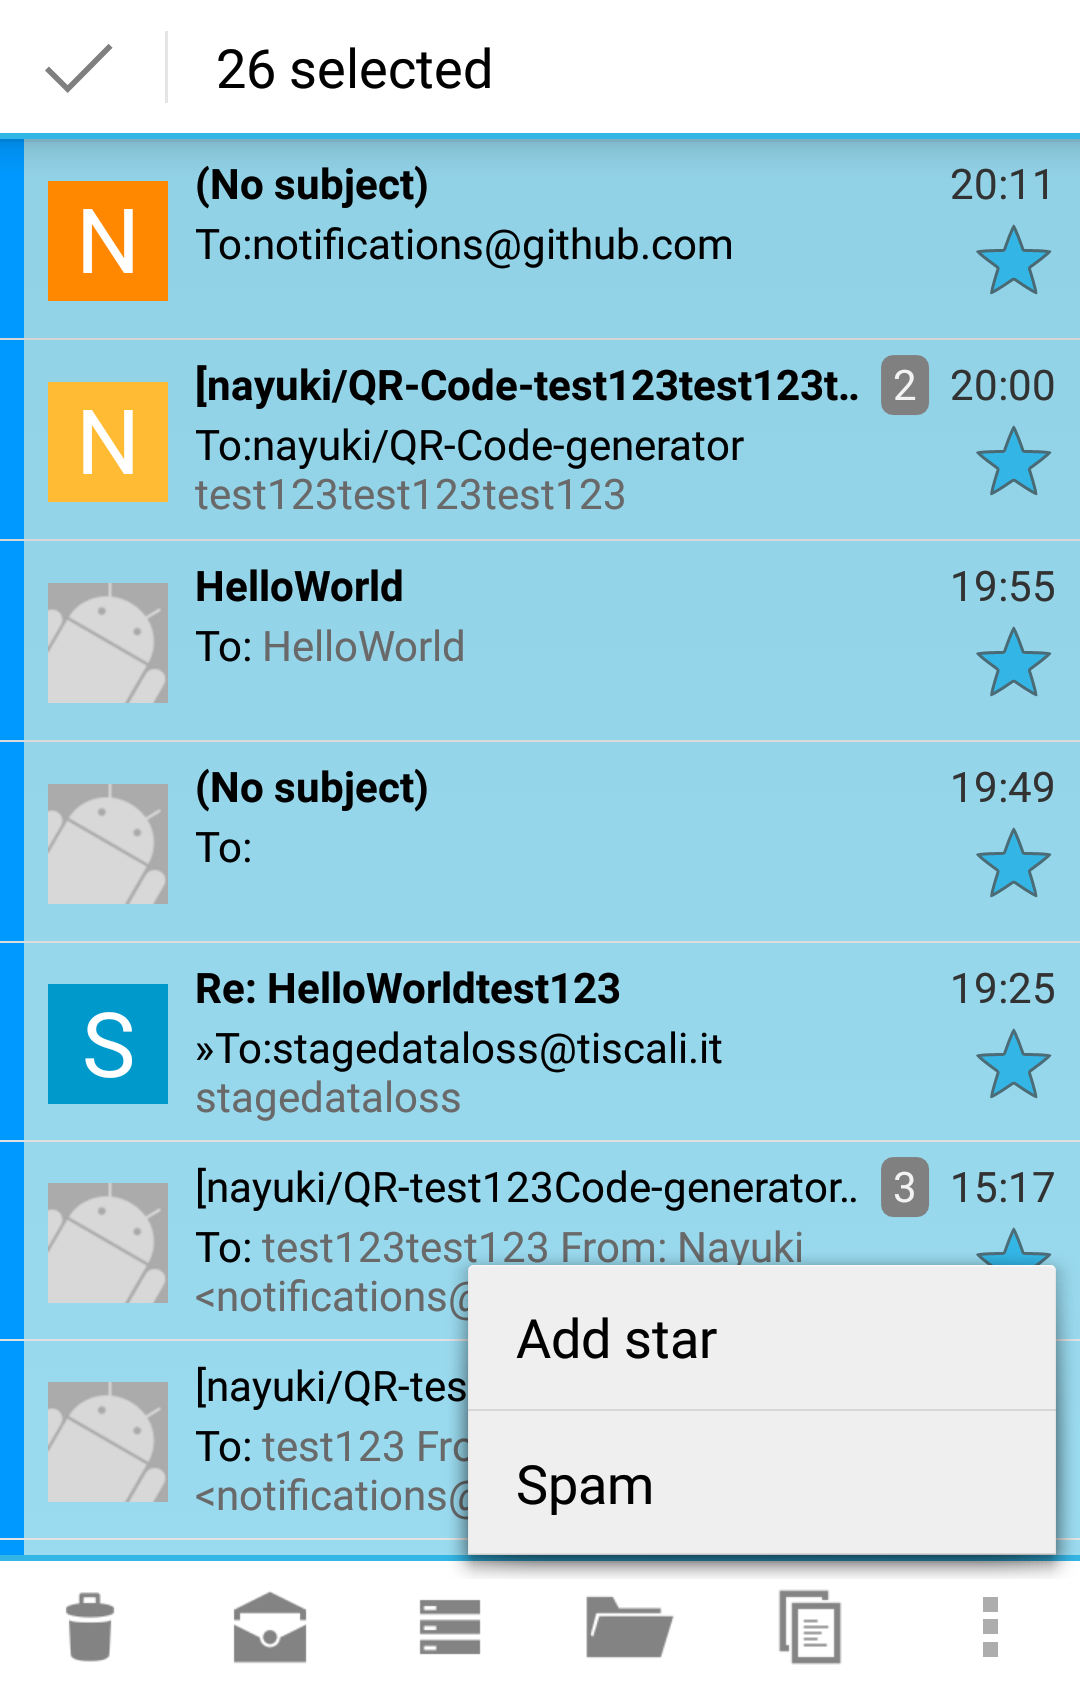 26 selected
N
(No subject)
20:11
To:notifications@github.com
N
[nayuki/QR-Code-test123test123t..
2
20:00
To:nayuki/QR-Code-generator
test123test123test123
HelloWorld
19:55
To: HelloWorld
(No subject)
19:49
To:
S
Re: HelloWorldtest123
19:25
»To:stagedataloss@tiscali.it
stagedataloss
[nayuki/QR-test123Code-generator..
3
15:17
To: test123test123 From: Nayuki
<notifications@
[nayuki/QR-tes
To: test123 Fro
<notifications@
Add star
Spam